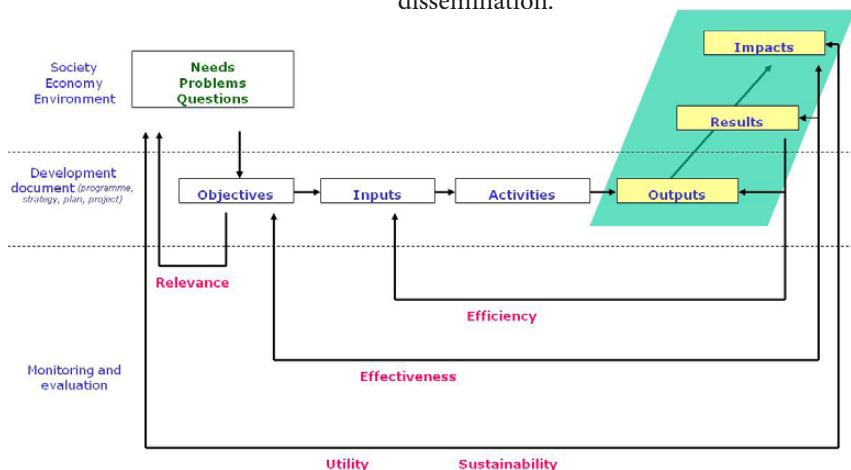 dissemination.
Impacts
Society
Economy
Environment
Needs
Problems
Questions
Results
Development
document (programme,
strategy, plan, project)
Objectives
Inputs
Activities
Outputs
Relevance
Efficiency
Monitoring and
evaluation
Effectiveness
Utility
Sustainability